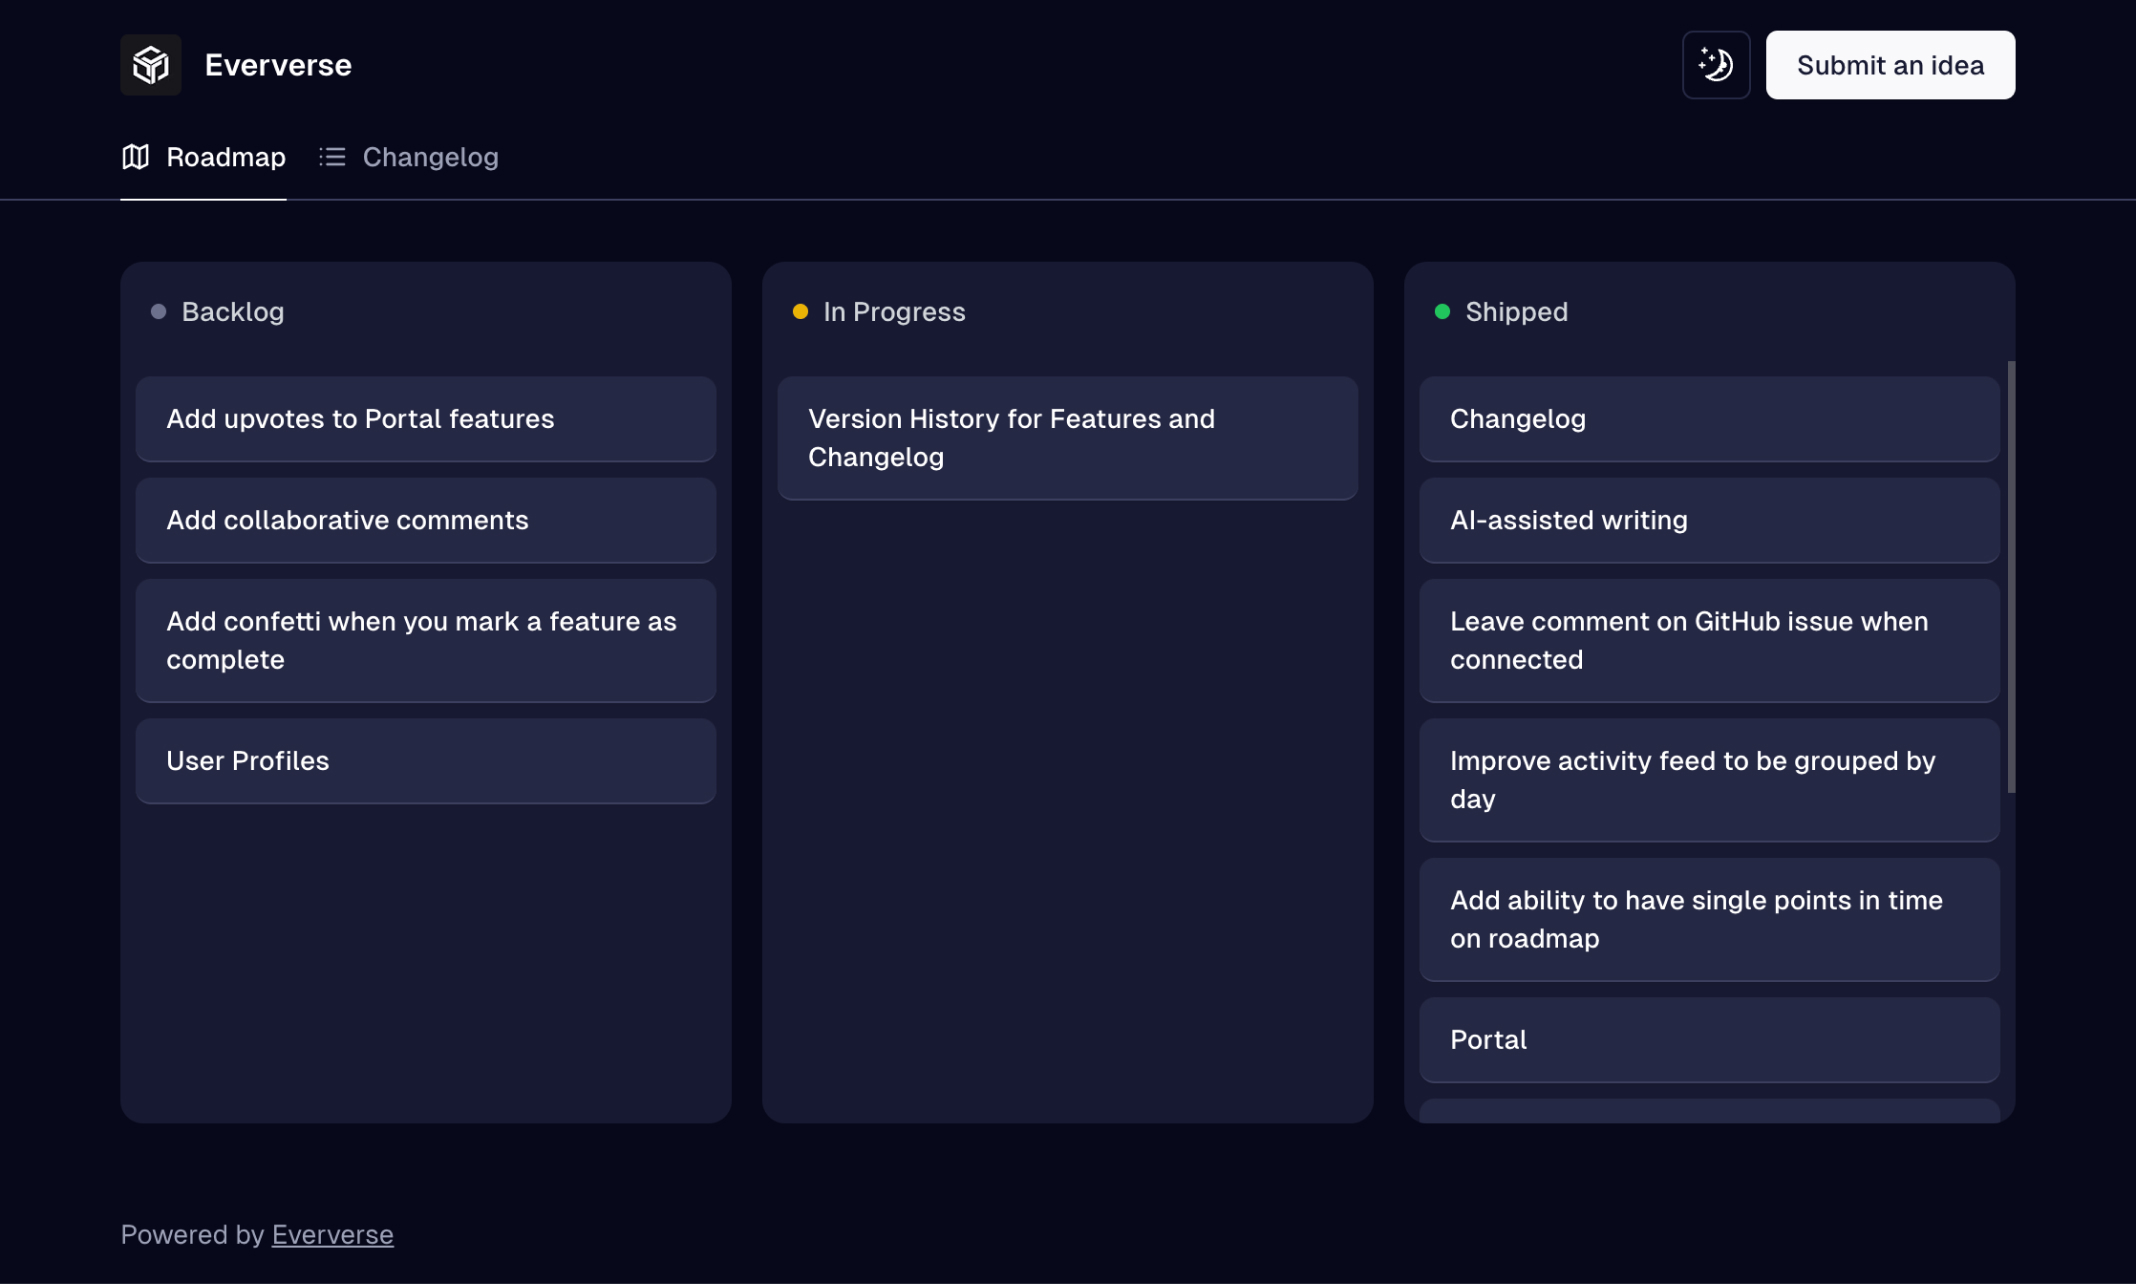 Eververse
Submit an idea
Roadmap
Changelog
Backlog
Add upvotes to Portal features
Add collaborative comments
Add confetti when you mark a feature as
complete
User Profiles
In Progress
Version History for Features and
Changelog
Shipped
Changelog
AI-assisted writing
Leave comment on GitHub issue when
connected
Improve activity feed to be grouped by
day
Add ability to have single points in time
on roadmap
Portal
Powered by Eververse